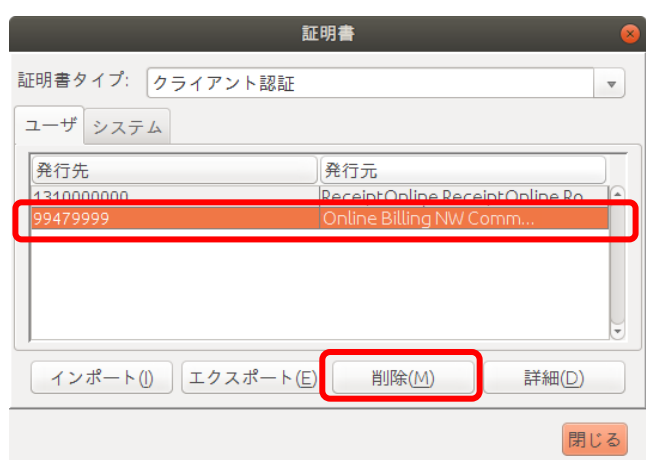 証明書
証明書タイプ: クライアント認証
ユーザ システム
発行先 発行元
1310000000 ReceiptOnline ReceiptOnline Ro
99479999 Online Billing NW Comm...
インポート(I) エクスポート(E) 削除(M) 詳細(D)
閉じる